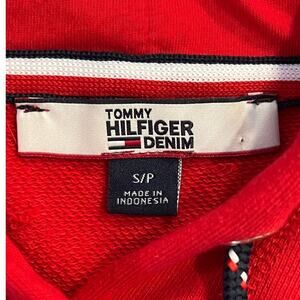 TOMMY
HILFIGER
DENIM
S/P
MADE IN
INDONESIA